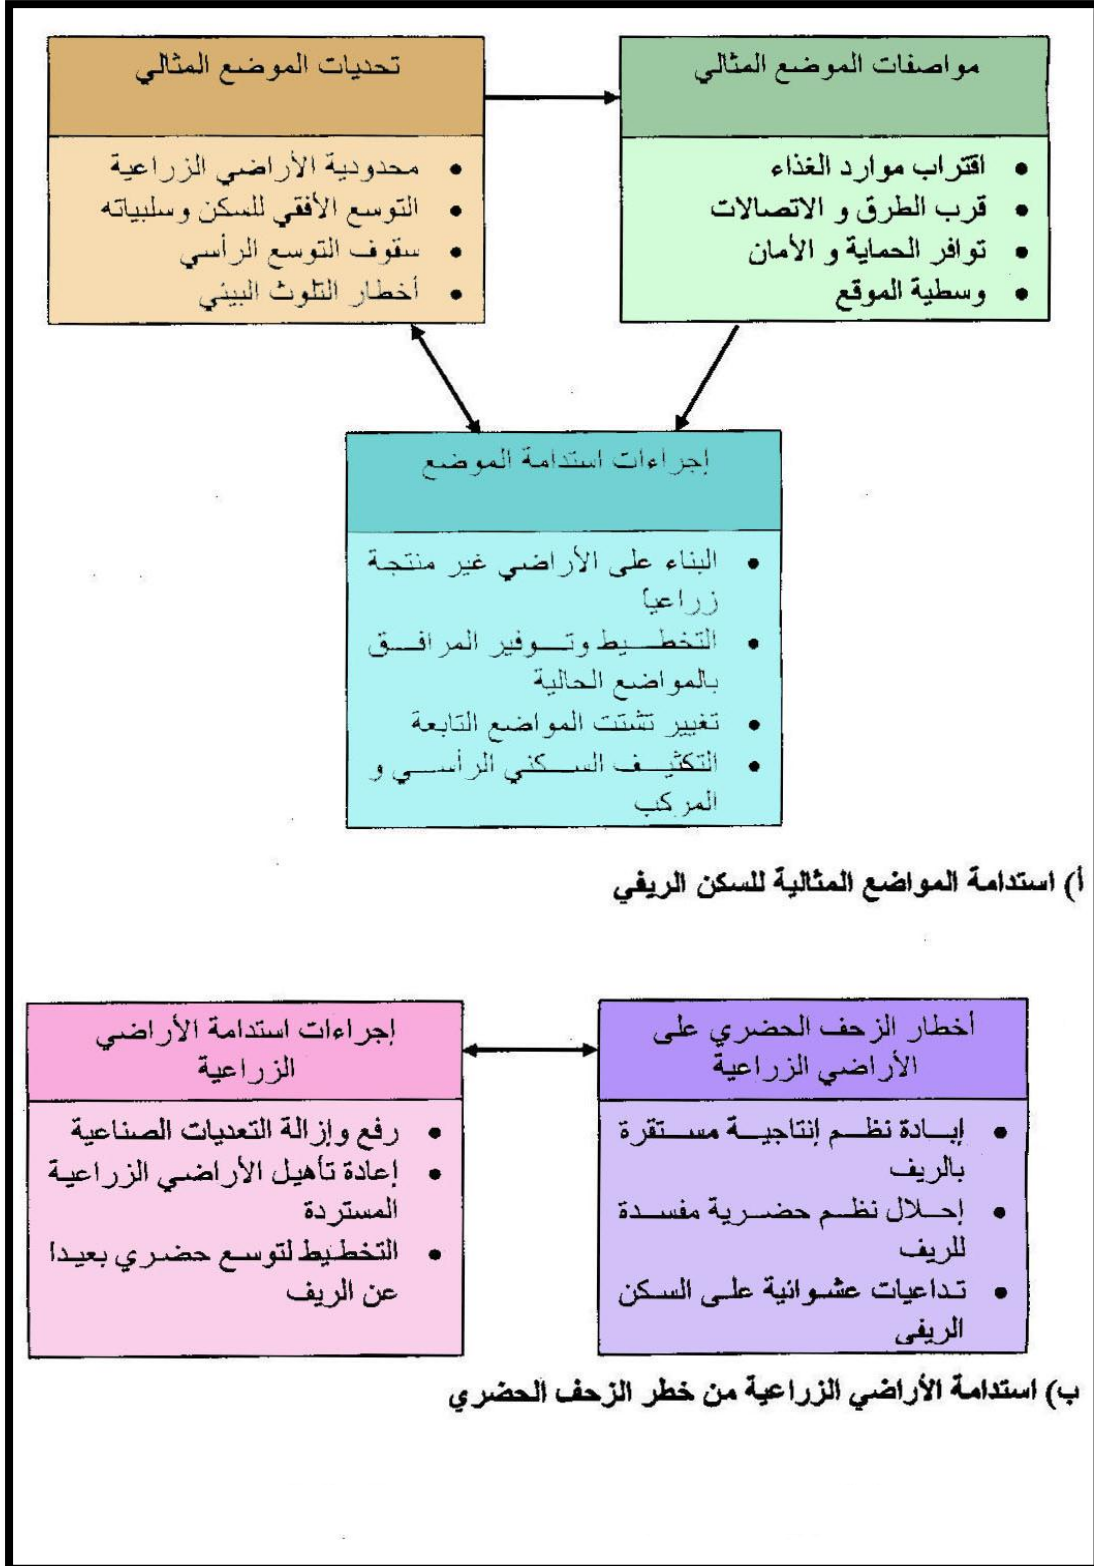 مواصفات الموضع المثالي
• اقتراب موارد الغذاء
• قرب الطرق و الاتصالات
• توافر الحماية و الأمان
• وسطية الموقع
تحديات الموضع المثالي
• محدودية الأراضي الزراعية
• التوسع الأفقي للسكن وسلبياته
• سقوف التوسع الرأسي
• أخطار التلوث البيئي
إجراءات استدامة الموضع
• البناء على الأراضي غير منتجة
زراعياً
• التخطيط وتوفير المرافق
بالمواضع الحالية
• تغيير تشتت المواضع التابعة
• التكثيف السكني الرأسي و
المركب
أ) استدامة المواضع المثالية للسكن الريفي
أخطار الزحف الحضري على
الأراضي الزراعية
• إبادة نظم إنتاجية مستقرة
بالريف
• إحلال نظم حضرية مفسدة
للريف
• تداعيات عشوائية على السكن
الريفى
إجراءات استدامة الأراضي
الزراعية
• رفع وإزالة التعديات الصناعية
• إعادة تأهيل الأراضي الزراعية
المستردة
• التخطيط لتوسع حضري بعيدا
عن الريف
ب) استدامة الأراضي الزراعية من خطر الزحف الحضري